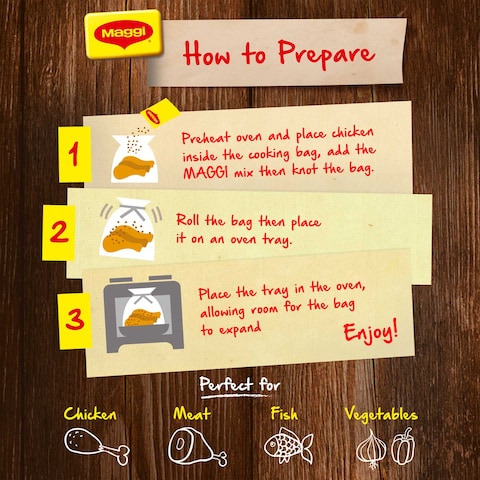 Maggi
How to Prepare
1
Preheat oven and place chicken
inside the cooking bag, add the
MAGGI mix then knot the bag.
2
Roll the bag then place
it on an oven tray.
3
Place the tray in the oven,
allowing room for the bag
to expand
Enjoy!
Perfect for
Chicken
Meat
Fish
Vegetables